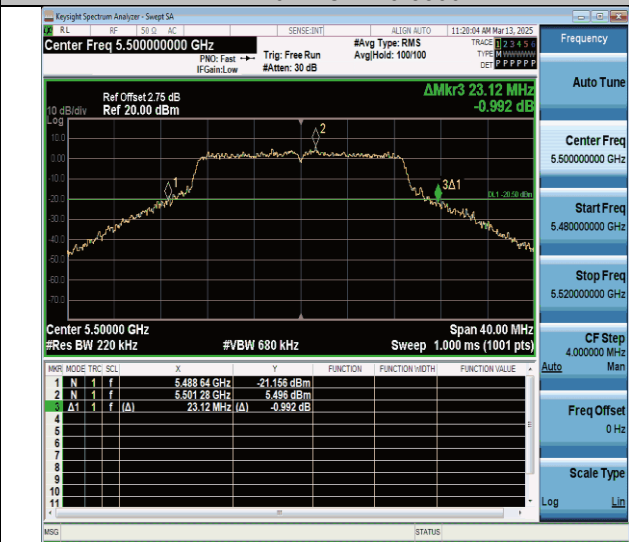 Keysight Spectrum Analyzer - Swept SA
RL RF 50 Ω AC SENSE:INT ALIGN AUTO 11:20:04 AM Mar 13, 2025
Center Freq 5.500000000 GHz
PNO: Fast
IFGain:Low
Trig: Free Run
#Atten: 30 dB
#Avg Type: RMS
Avg|Hold: 100/100
TRACE 1 2 3 4 5 6
TYPE M WWWWW
DET P P P P P P
Ref Offset 2.75 dB
10 dB/div Ref 20.00 dBm
ΔMkr3 23.12 MHz
-0.992 dB
Log
10.0
0.00
-10.0
-20.0
-30.0
-40.0
-50.0
-60.0
-70.0
1
2
3Δ1
DL1 -20.50 dBm
Center 5.50000 GHz Span 40.00 MHz
#Res BW 220 kHz #VBW 680 kHz Sweep 1.000 ms (1001 pts)
MKR MODE TRC SCL X Y FUNCTION FUNCTION WIDTH FUNCTION VALUE
1 N 1 f 5.488 64 GHz -21.156 dBm
2 N 1 f 5.501 28 GHz 5.496 dBm
3 Δ1 1 f (Δ) 23.12 MHz (Δ) -0.992 dB
4
5
6
7
8
9
10
11
MSG STATUS
Frequency
Auto Tune
Center Freq
5.500000000 GHz
Start Freq
5.480000000 GHz
Stop Freq
5.520000000 GHz
CF Step
4.000000 MHz
Auto Man
Freq Offset
0 Hz
Scale Type
Log Lin